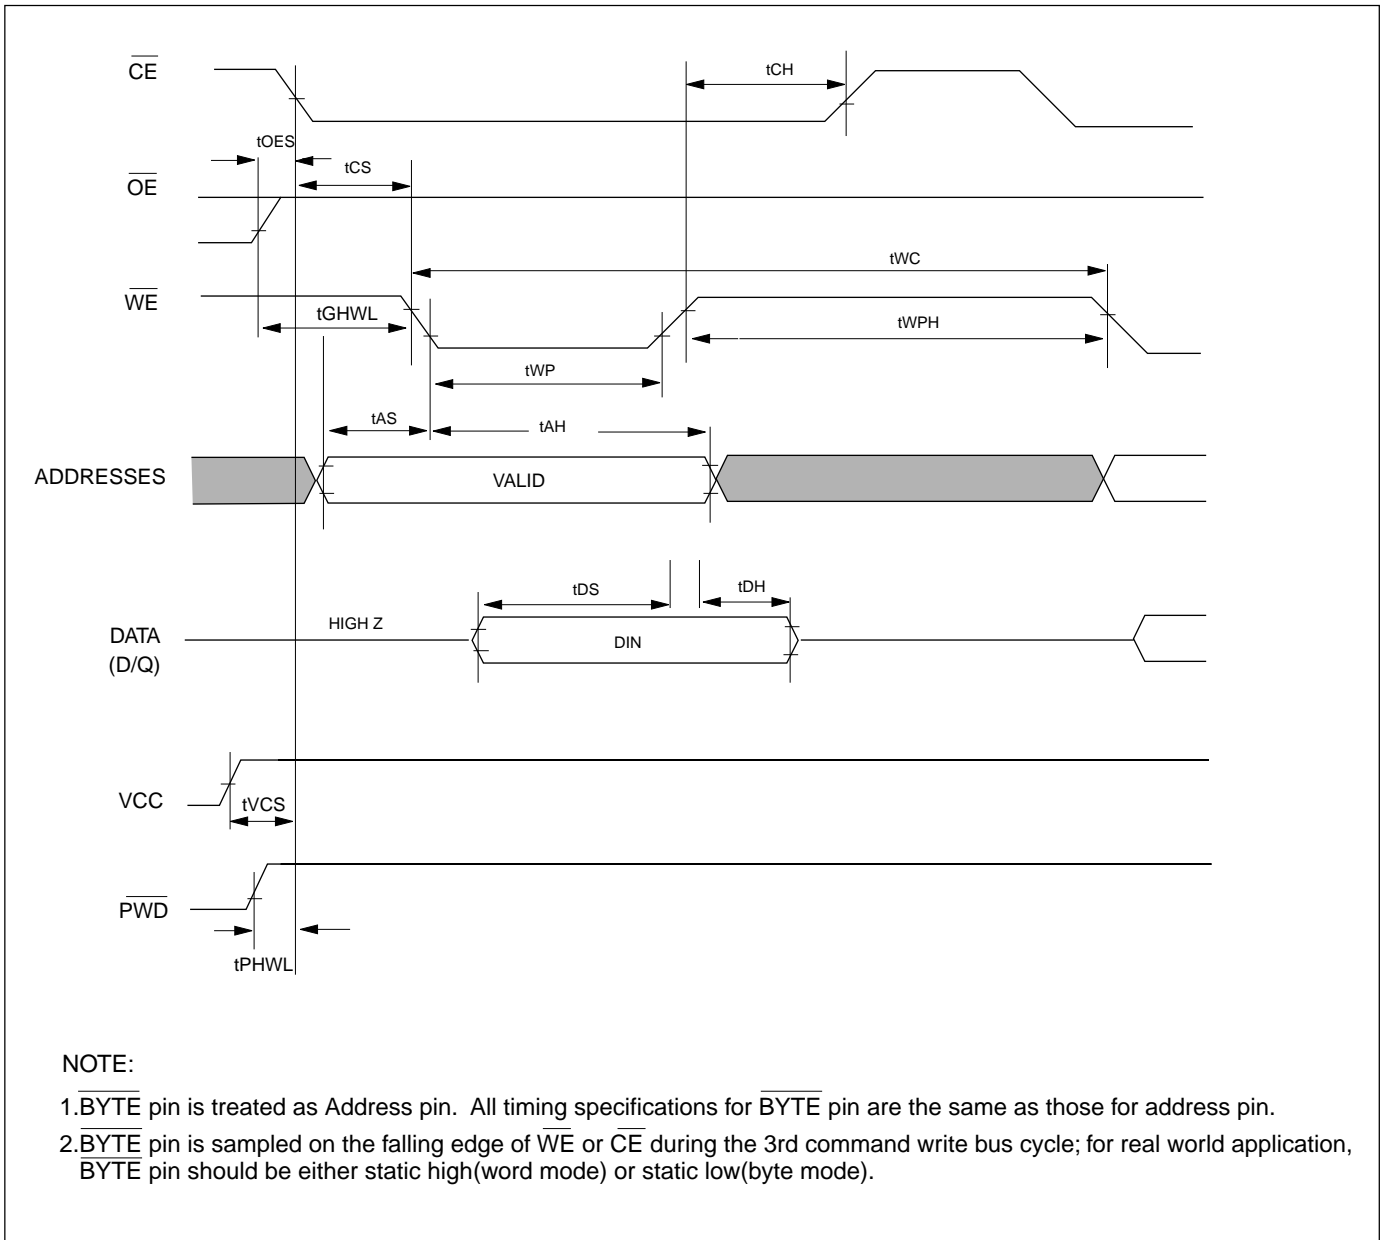 CE
tCH
tOES
tCS
OE
tWC
WE
tGHWL
tWPH
tWP
tAS
tAH
ADDRESSES
VALID
tDS
tDH
HIGH Z
DATA
(D/Q)
DIN
VCC
tVCS
PWD
tPHWL
NOTE:
1.BYTE pin is treated as Address pin. All timing specifications for BYTE pin are the same as those for address pin.
2.BYTE pin is sampled on the falling edge of WE or CE during the 3rd command write bus cycle; for real world application,
BYTE pin should be either static high(word mode) or static low(byte mode).